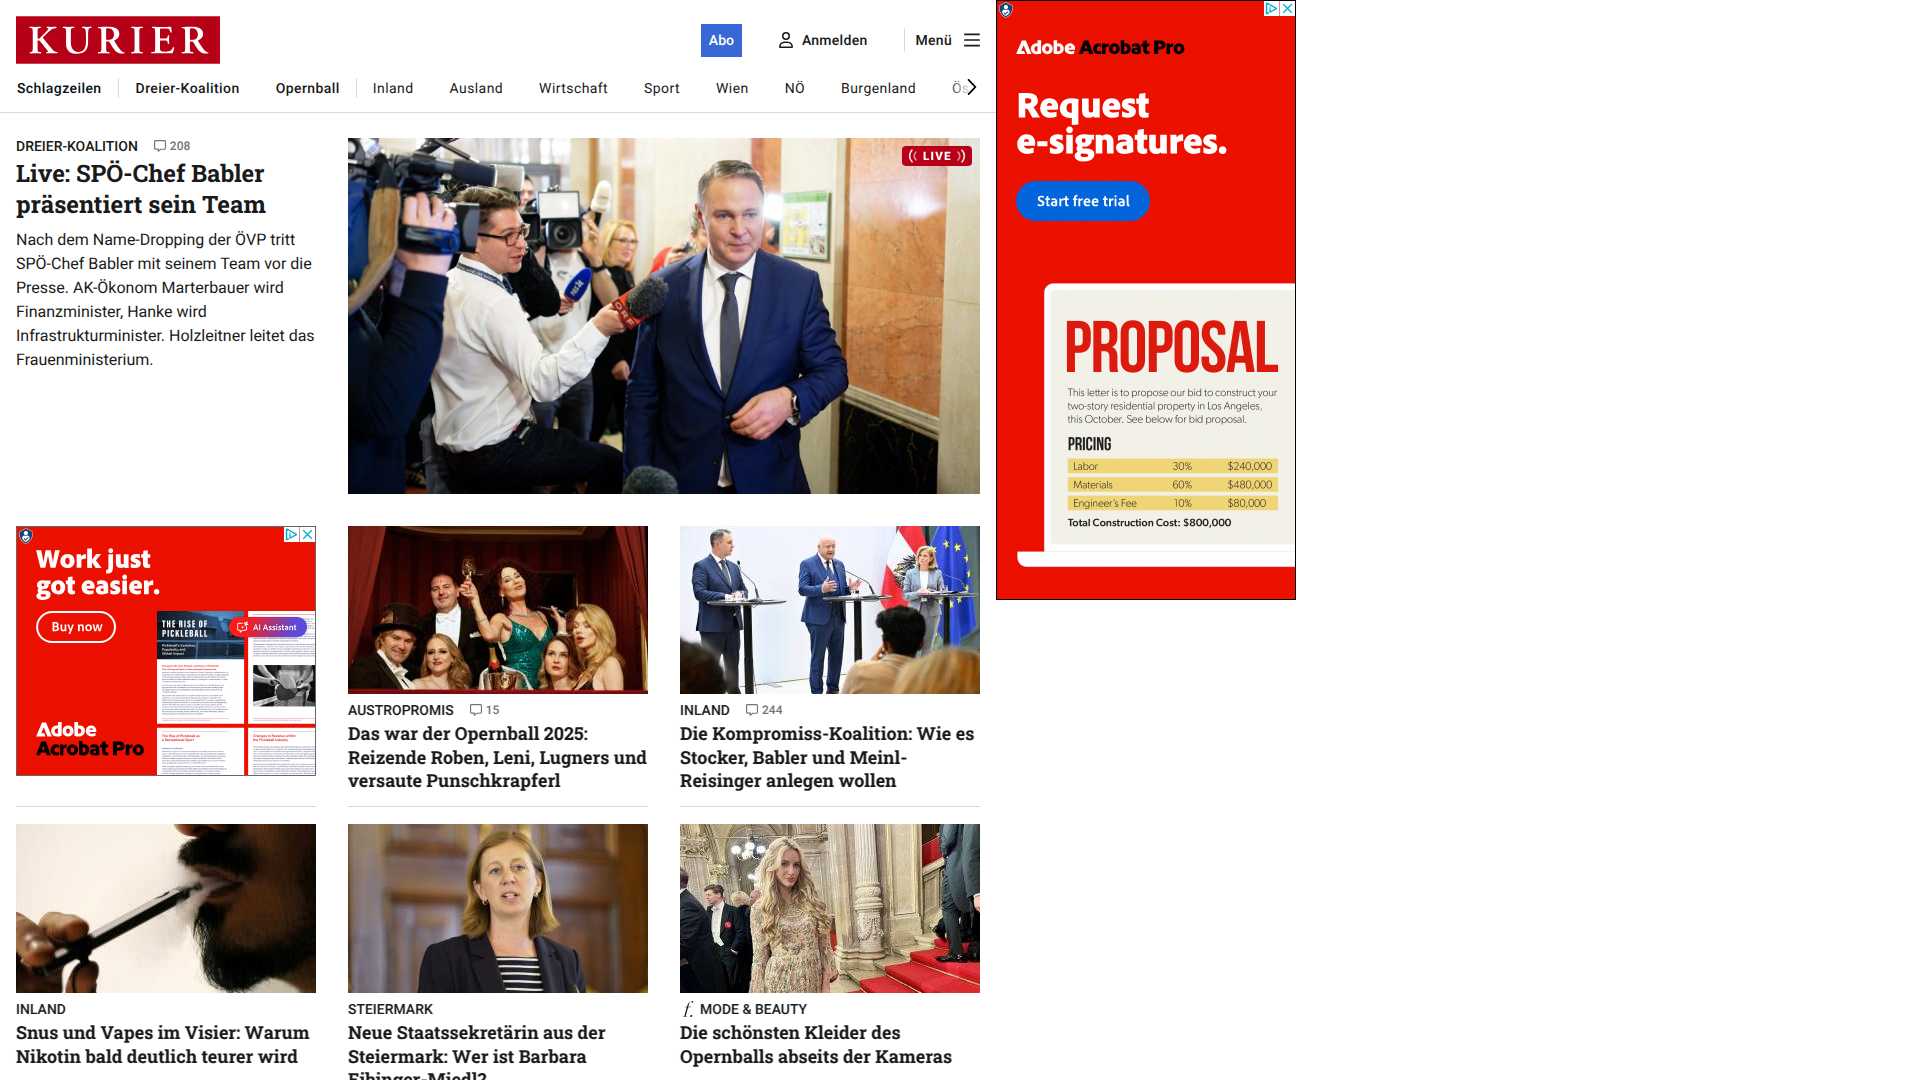 KURIER
Abo
Anmelden
Menü
Schlagzeilen
Dreier-Koalition
Opernball
Inland
Ausland
Wirtschaft
Sport
Wien
NÖ
Burgenland
DREIER-KOALITION 208
Live: SPÖ-Chef Babler
präsentiert sein Team
Nach dem Name-Dropping der ÖVP tritt
SPÖ-Chef Babler mit seinem Team vor die
Presse. AK-Ökonom Marterbauer wird
Finanzminister, Hanke wird
Infrastrukturminister. Holzleitner leitet das
Frauenministerium.
LIVE
Adobe Acrobat Pro
Request
e-signatures.
Start free trial
PROPOSAL
This letter is to propose our bid to construct your
two-story residential property in Los Angeles,
this October. See below for bid proposal.
PRICING
Labor 30% $240,000
Materials 60% $480,000
Engineer's Fee 10% $80,000
Total Construction Cost: $800,000
Work just
got easier.
Buy now
THE RISE OF
PICKLEBALL
AI Assistant
Adobe
Acrobat Pro
AUSTROPROMIS 15
Das war der Opernball 2025:
Reizende Roben, Leni, Lugners und
versaute Punschkrapferl
INLAND 244
Die Kompromiss-Koalition: Wie es
Stocker, Babler und Meinl-
Reisinger anlegen wollen
INLAND
Snus und Vapes im Visier: Warum
Nikotin bald deutlich teurer wird
STEIERMARK
Neue Staatssekretärin aus der
Steiermark: Wer ist Barbara
Eibinger-Miedl?
f. MODE & BEAUTY
Die schönsten Kleider des
Opernballs abseits der Kameras